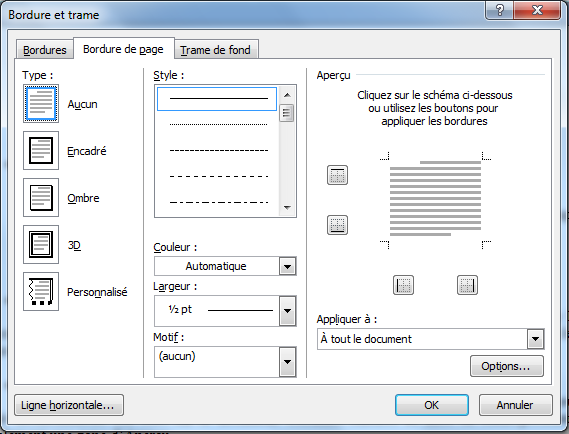 Bordure et trame
Bordures
Bordure de page
Trame de fond
Type :
Aucun
Encadré
Ombre
3D
Personnalisé
Style :
Couleur :
Automatique
Largeur :
½ pt
Motif :
(aucun)
Aperçu
Cliquez sur le schéma ci-dessous
ou utilisez les boutons pour
appliquer les bordures
Appliquer à :
À tout le document
Options...
Ligne horizontale...
OK
Annuler